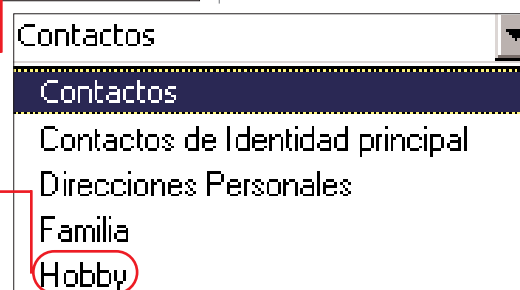 Contactos
Contactos
Contactos de Identidad principal
Direcciones Personales
Familia
Hobby